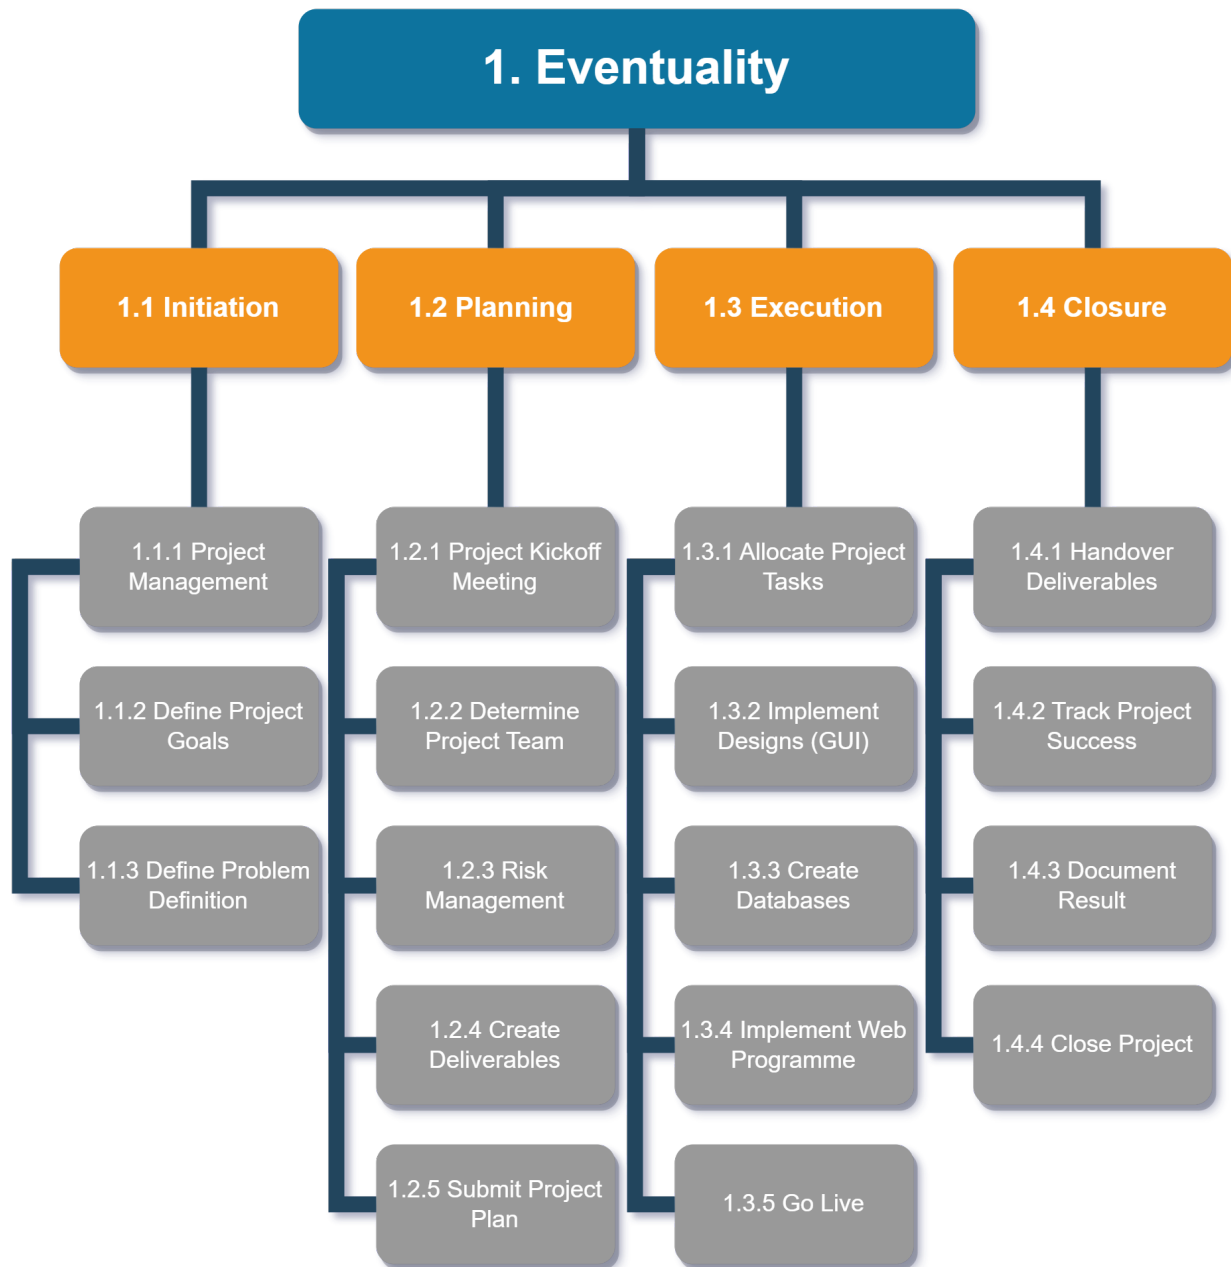 1. Eventuality
1.1 Initiation
1.2 Planning
1.3 Execution
1.4 Closure
1.1.1 Project
Management
1.2.1 Project Kickoff
Meeting
1.3.1 Allocate Project
Tasks
1.4.1 Handover
Deliverables
1.1.2 Define Project
Goals
1.2.2 Determine
Project Team
1.3.2 Implement
Designs (GUI)
1.4.2 Track Project
Success
1.1.3 Define Problem
Definition
1.2.3 Risk
Management
1.3.3 Create
Databases
1.4.3 Document
Result
1.2.4 Create
Deliverables
1.3.4 Implement Web
Programme
1.4.4 Close Project
1.2.5 Submit Project
Plan
1.3.5 Go Live